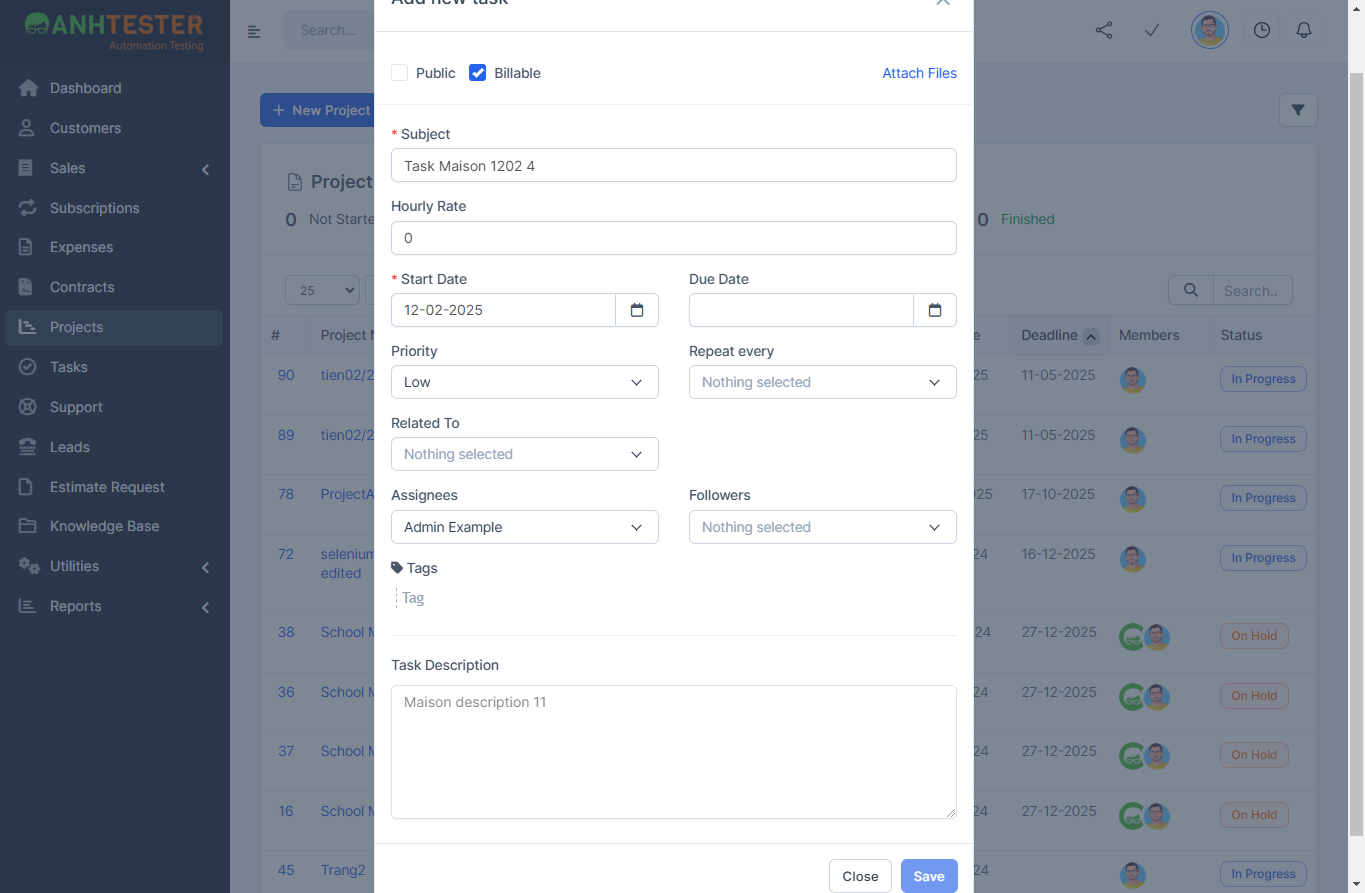 ANHTESTER
Automation Testing
Search...
Dashboard
Customers
Sales
Subscriptions
Expenses
Contracts
Projects
Tasks
Support
Leads
Estimate Request
Knowledge Base
Utilities
Reports
Add new task
Public
Billable
Attach Files
* Subject
Task Maison 1202 4
Hourly Rate
0
* Start Date
Due Date
12-02-2025
Priority
Repeat every
Low
Nothing selected
Related To
Nothing selected
Assignees
Followers
Admin Example
Nothing selected
Tags
Tag
Task Description
Maison description 11
Close
Save
+ New Project
Project
0 Not Starte
0 Finished
25
Search..
# Project N e Deadline Members Status
90 tien02/2 25 11-05-2025 In Progress
89 tien02/2 25 11-05-2025 In Progress
78 ProjectA 025 17-10-2025 In Progress
72 selenium 24 16-12-2025 In Progress
edited
38 School M 24 27-12-2025 On Hold
36 School M 24 27-12-2025 On Hold
37 School M 24 27-12-2025 On Hold
16 School M 24 27-12-2025 On Hold
45 Trang2 24 In Progress